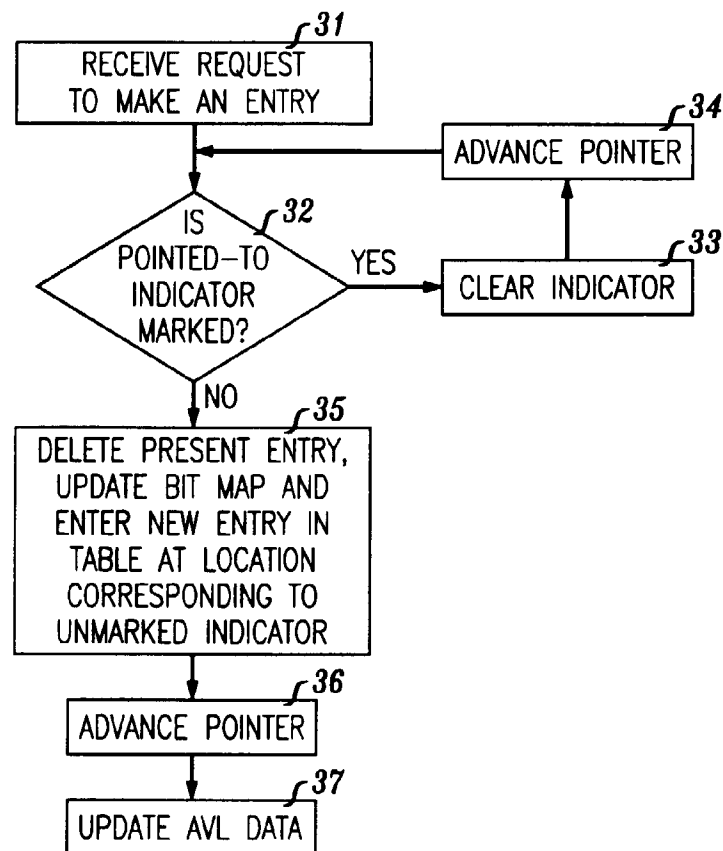 31
RECEIVE REQUEST
TO MAKE AN ENTRY
34
ADVANCE POINTER
32
IS
POINTED-TO
INDICATOR
MARKED?
YES
33
CLEAR INDICATOR
NO
35
DELETE PRESENT ENTRY,
UPDATE BIT MAP AND
ENTER NEW ENTRY IN
TABLE AT LOCATION
CORRESPONDING TO
UNMARKED INDICATOR
36
ADVANCE POINTER
37
UPDATE AVL DATA